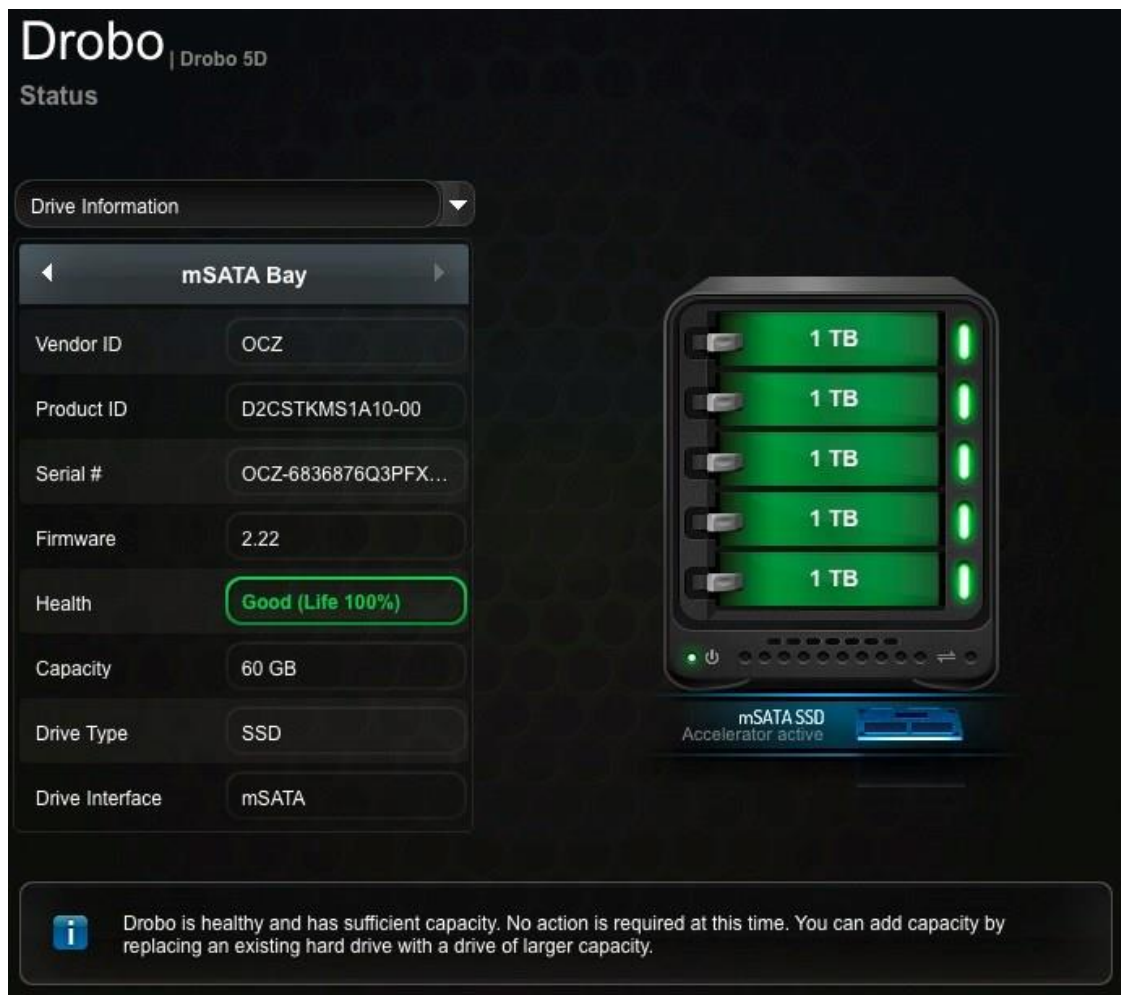 Drobo | Drobo 5D
Status
Drive Information
mSATA Bay
Vendor ID OCZ
Product ID D2CSTKMS1A10-00
Serial # OCZ-6836876Q3PFX...
Firmware 2.22
Health Good (Life 100%)
Capacity 60 GB
Drive Type SSD
Drive Interface mSATA
1 TB
1 TB
1 TB
1 TB
1 TB
mSATA SSD
Accelerator active
Drobo is healthy and has sufficient capacity. No action is required at this time. You can add capacity by
replacing an existing hard drive with a drive of larger capacity.